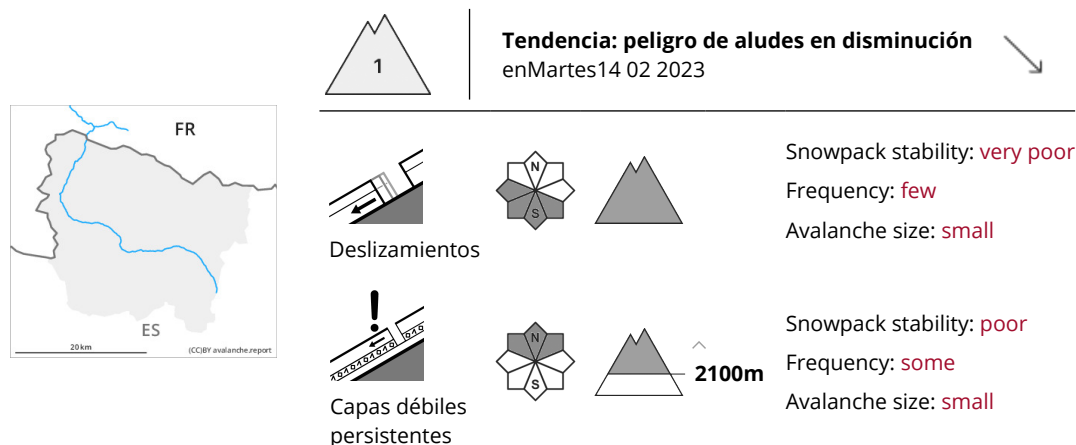 1
Tendencia: peligro de aludes en disminución
enMartes14 02 2023
FR
ES
20 km
(CC)BY avalanche.report
Deslizamientos
N
S
Snowpack stability: very poor
Frequency: few
Avalanche size: small
Capas débiles
persistentes
N
S
2100m
Snowpack stability: poor
Frequency: some
Avalanche size: small